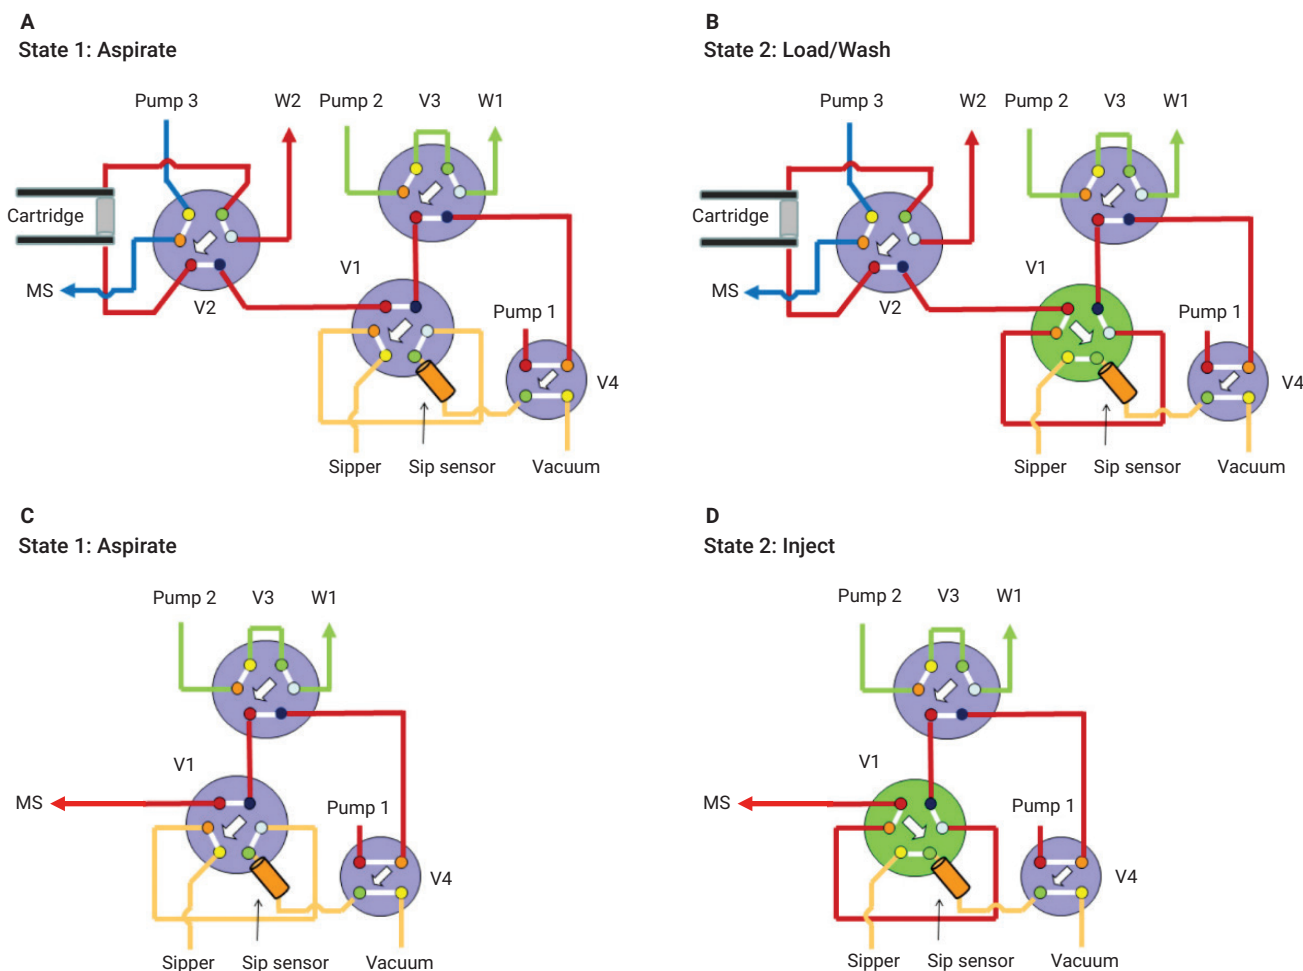 A
State 1: Aspirate
Pump 3
W2
Pump 2
V3
W1
Cartridge
MS
V2
V1
Pump 1
V4
Sipper
Sip sensor
Vacuum
B
State 2: Load/Wash
Pump 3
W2
Pump 2
V3
W1
Cartridge
MS
V2
V1
Pump 1
V4
Sipper
Sip sensor
Vacuum
C
State 1: Aspirate
Pump 2
V3
W1
V1
MS
Pump 1
V4
Sipper
Sip sensor
Vacuum
D
State 2: Inject
Pump 2
V3
W1
V1
MS
Pump 1
V4
Sipper
Sip sensor
Vacuum